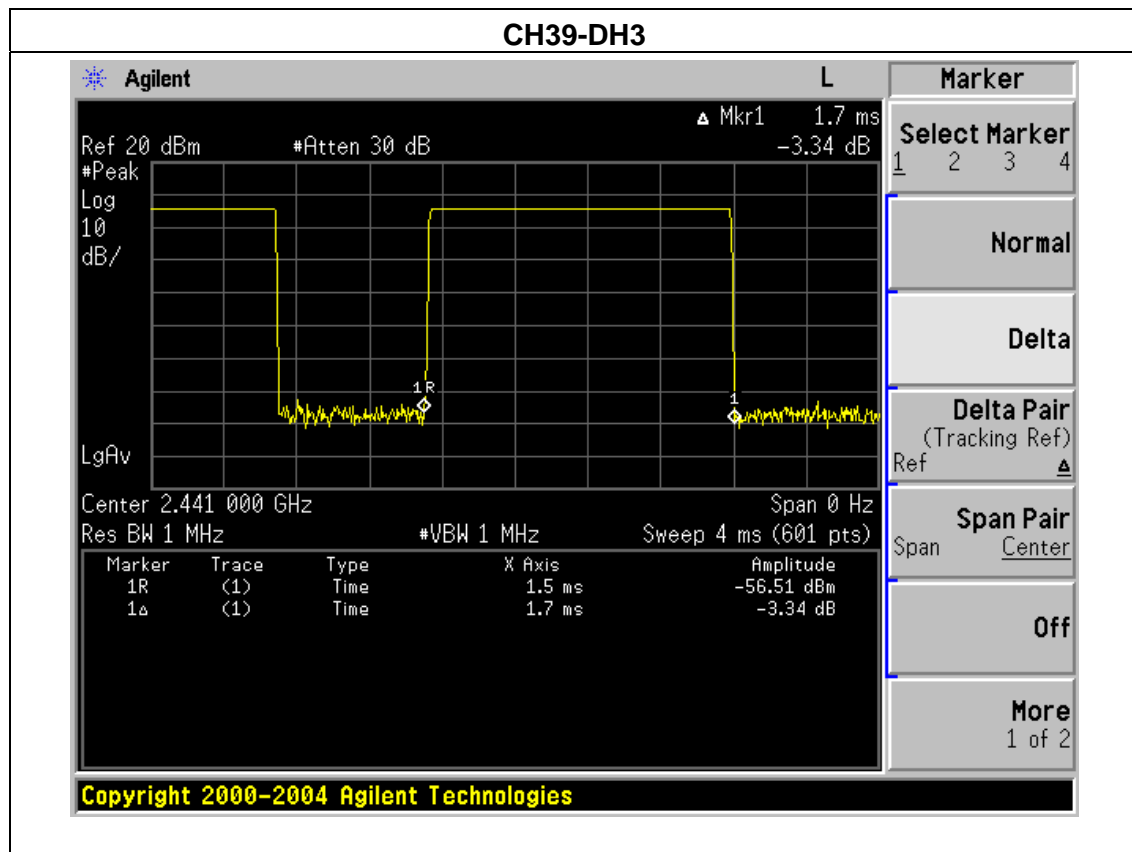 CH39-DH3
Agilent L Marker
Δ Mkr1 1.7 ms
Ref 20 dBm #Atten 30 dB -3.34 dB
#Peak
Log
10
dB/
1R
1
LgAv
Center 2.441 000 GHz Span 0 Hz
Res BW 1 MHz #VBW 1 MHz Sweep 4 ms (601 pts)
Marker Trace Type X Axis Amplitude
1R (1) Time 1.5 ms -56.51 dBm
1Δ (1) Time 1.7 ms -3.34 dB
Select Marker
1 2 3 4
Normal
Delta
Delta Pair
(Tracking Ref)
Ref Δ
Span Pair
Span Center
Off
More
1 of 2
Copyright 2000-2004 Agilent Technologies